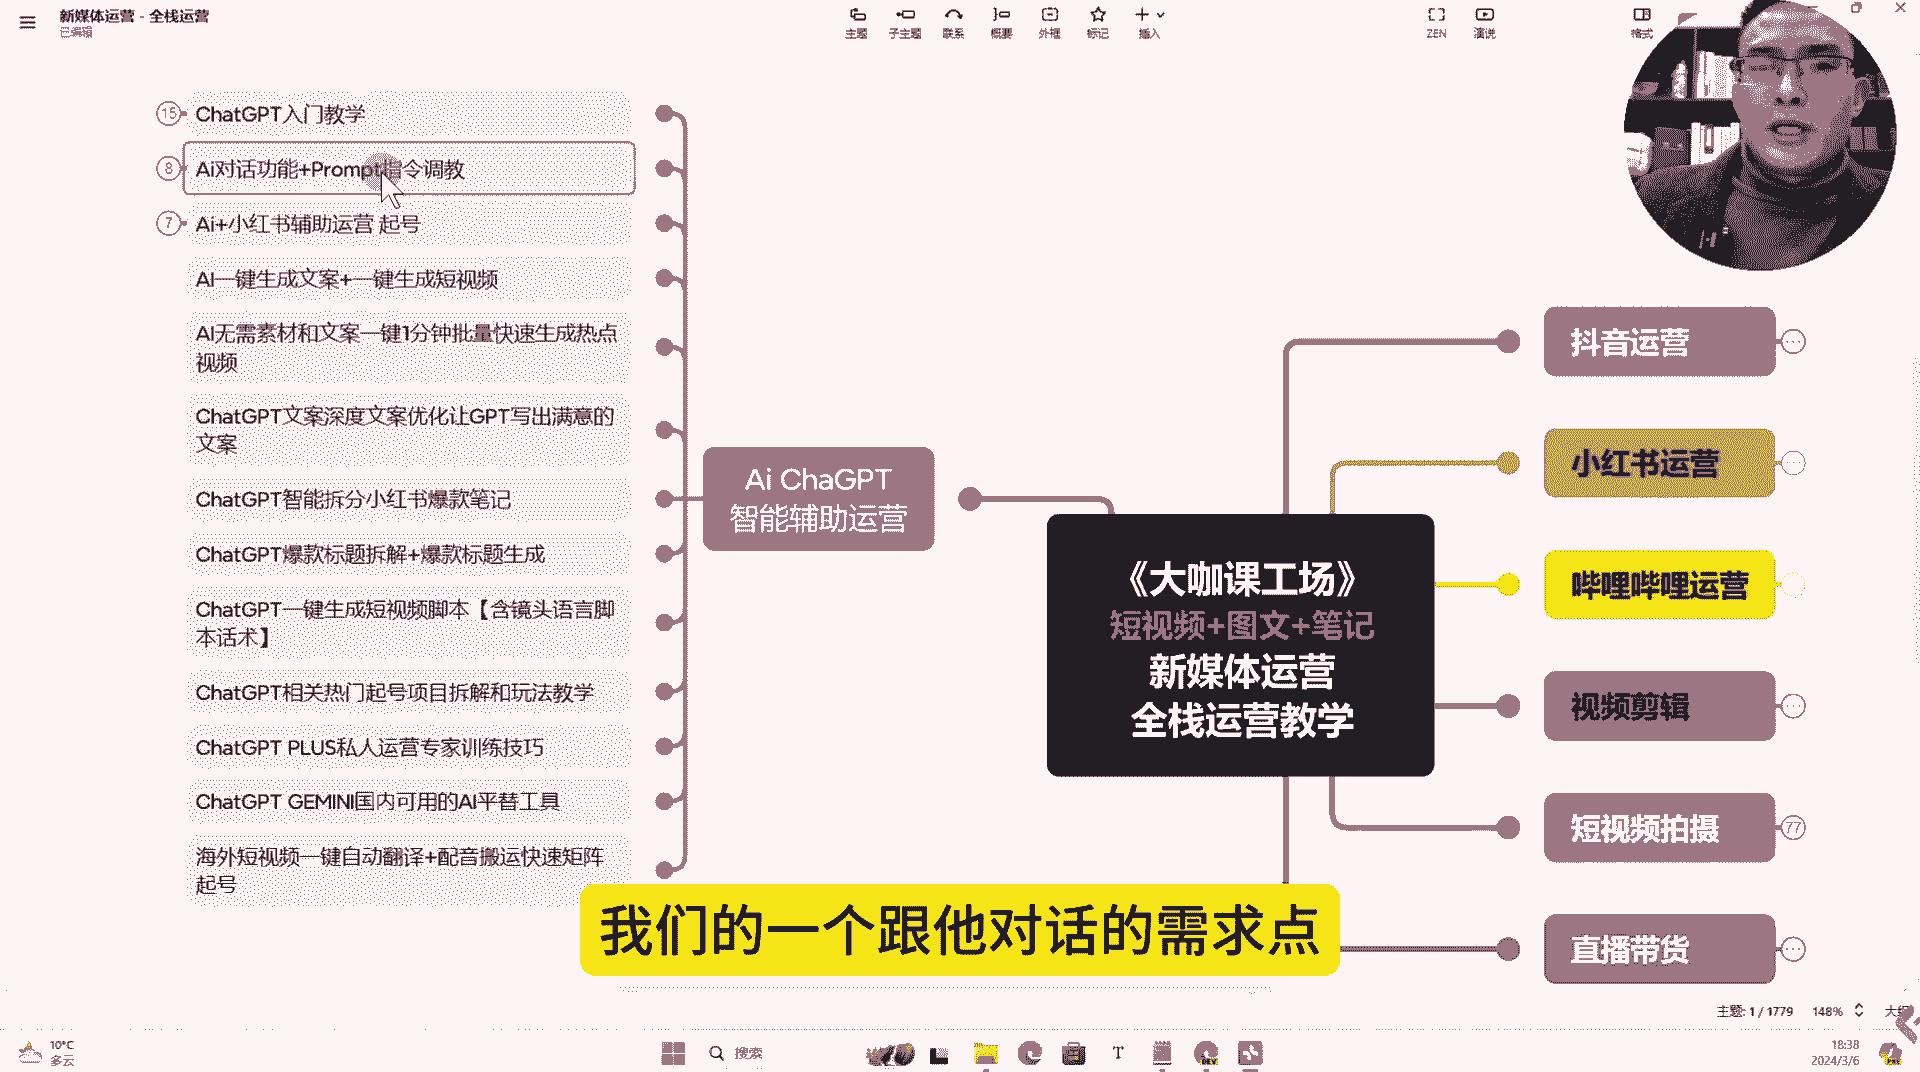 新媒体运营 - 全栈运营
已编辑
主题
子主题
联系
概要
外框
标记
插入
ZEN
演说
格式
15
ChatGPT入门教学
8
Ai对话功能+Prompt指令调教
7
Ai+小红书辅助运营 起号
AI一键生成文案+一键生成短视频
AI无需素材和文案一键1分钟批量快速生成热点
视频
ChatGPT文案深度文案优化让GPT写出满意的
文案
ChatGPT智能拆分小红书爆款笔记
ChatGPT爆款标题拆解+爆款标题生成
ChatGPT一键生成短视频脚本【含镜头语言脚
本话术】
ChatGPT相关热门起号项目拆解和玩法教学
ChatGPT PLUS私人运营专家训练技巧
ChatGPT GEMINI国内可用的AI平替工具
海外短视频一键自动翻译+配音搬运快速矩阵
起号
Ai ChaGPT
智能辅助运营
《大咖课工场》
短视频+图文+笔记
新媒体运营
全栈运营教学
抖音运营
小红书运营
哔哩哔哩运营
视频剪辑
短视频拍摄
77
直播带货
我们的一个跟他对话的需求点
主题: 1 / 1779
148%
10°C
多云
搜索
18:38
2024/3/6